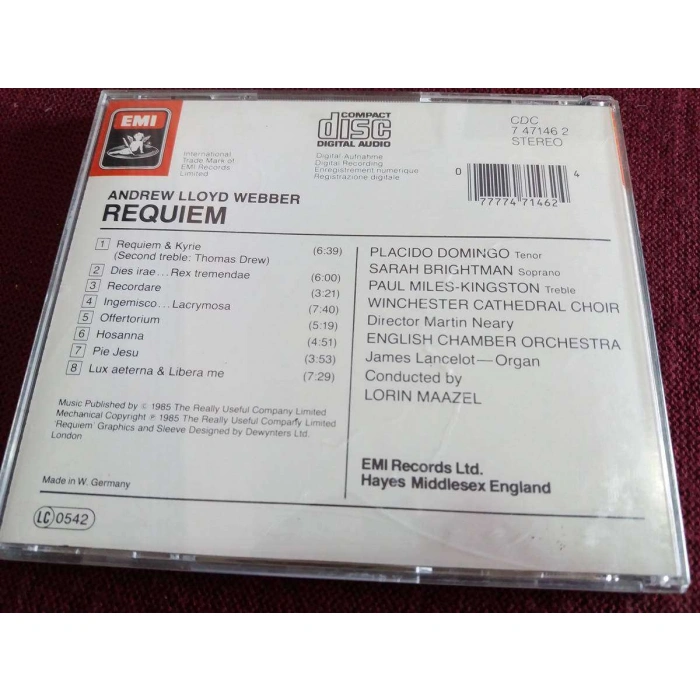 EMI
International
Trade Mark of
EMI Records
Limited
COMPACT
disc
DIGITAL AUDIO
Digital Aufnahme
Digital Recording
Enregistrement numérique
Registrazione digitale
CDC
7 47146 2
STEREO
0 77774 71462 4
ANDREW LLOYD WEBBER
REQUIEM
1 Requiem & Kyrie (6:39)
(Second treble: Thomas Drew)
2 Dies irae...Rex tremendae (6:00)
3 Recordare (3:21)
4 Ingemisco...Lacrymosa (7:40)
5 Offertorium (5:19)
6 Hosanna (4:51)
7 Pie Jesu (3:53)
8 Lux aeterna & Libera me (7:29)
Music Published by © 1985 The Really Useful Company Limited
Mechanical Copyright ℗ 1985 The Really Useful Company Limited
'Requiem' Graphics and Sleeve Designed by Dewynters Ltd.
London
Made in W. Germany
LC 0542
PLACIDO DOMINGO Tenor
SARAH BRIGHTMAN Soprano
PAUL MILES-KINGSTON Treble
WINCHESTER CATHEDRAL CHOIR
Director Martin Neary
ENGLISH CHAMBER ORCHESTRA
James Lancelot—Organ
Conducted by
LORIN MAAZEL
EMI Records Ltd.
Hayes Middlesex England